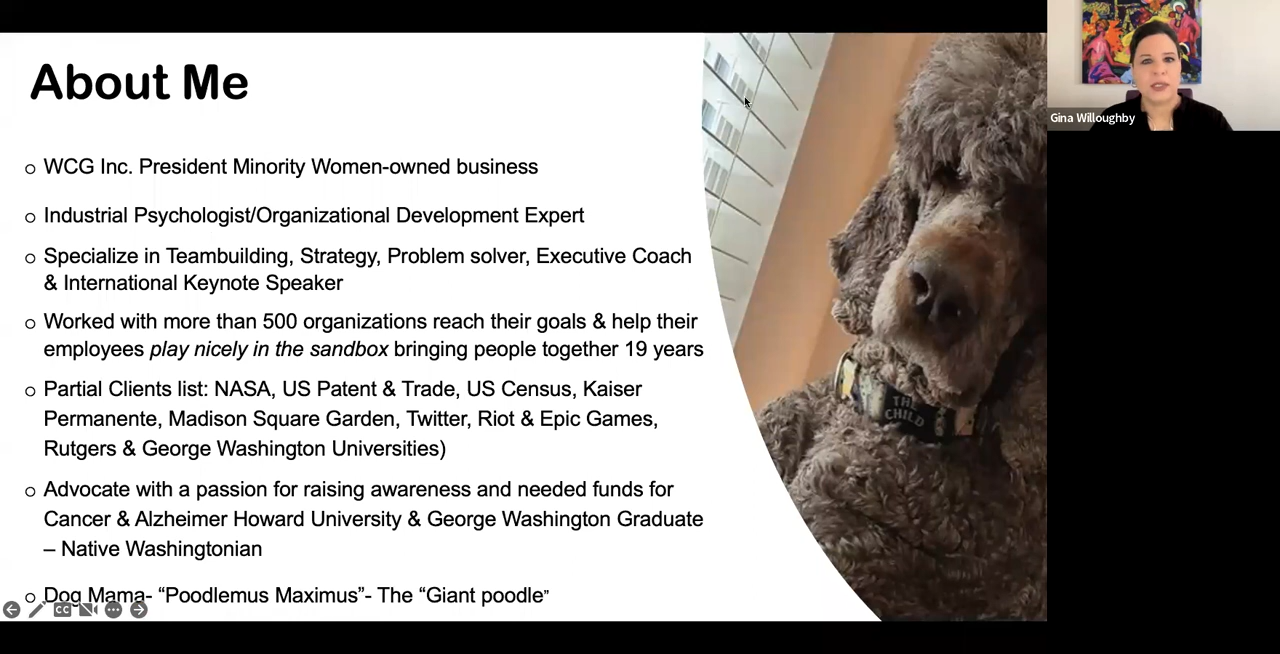 About Me
Gina Willoughby
○ WCG Inc. President Minority Women-owned business
○ Industrial Psychologist/Organizational Development Expert
○ Specialize in Teambuilding, Strategy, Problem solver, Executive Coach
& International Keynote Speaker
○ Worked with more than 500 organizations reach their goals & help their
employees play nicely in the sandbox bringing people together 19 years
○ Partial Clients list: NASA, US Patent & Trade, US Census, Kaiser
Permanente, Madison Square Garden, Twitter, Riot & Epic Games,
Rutgers & George Washington Universities)
THE
CHILD
○ Advocate with a passion for raising awareness and needed funds for
Cancer & Alzheimer Howard University & George Washington Graduate
– Native Washingtonian
○ Dog Mama- “Poodlemus Maximus”- The “Giant poodle”
CC